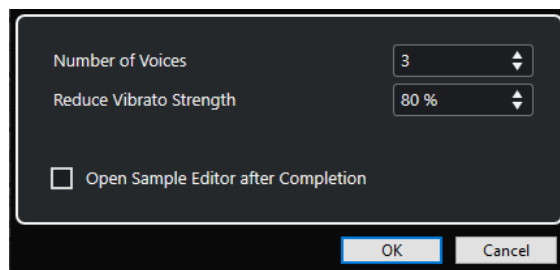 Number of Voices 3
Reduce Vibrato Strength 80 %
Open Sample Editor after Completion
OK Cancel